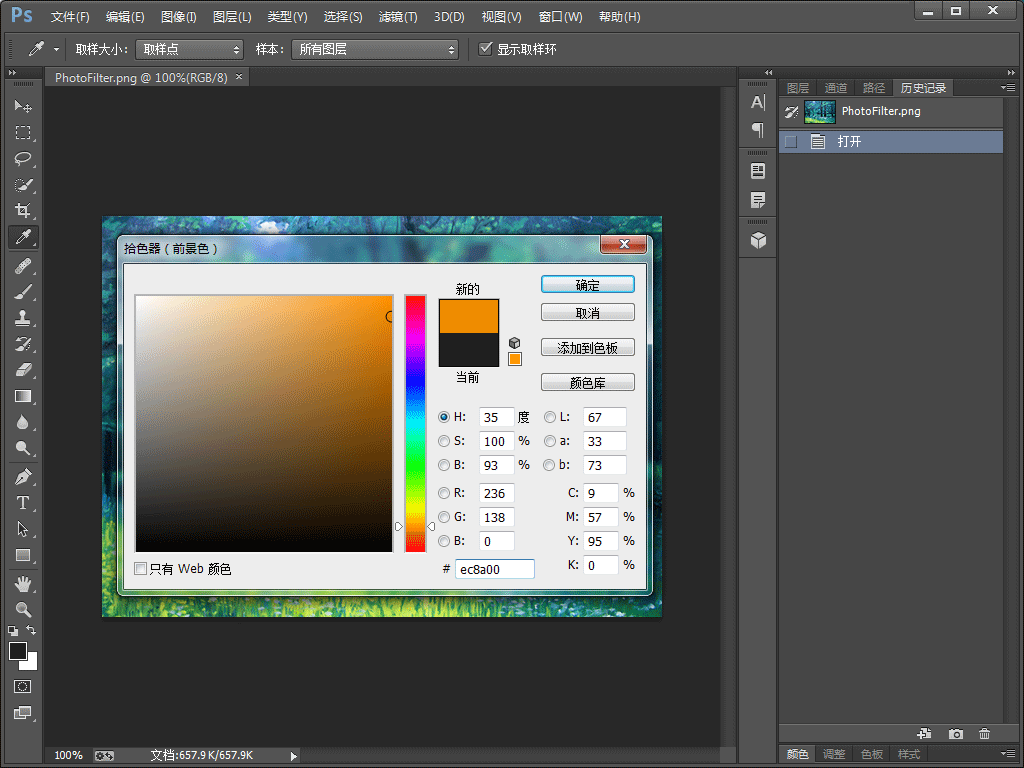 Ps 文件(F) 编辑(E) 图像(I) 图层(L) 类型(Y) 选择(S) 滤镜(T) 3D(D) 视图(V) 窗口(W) 帮助(H)
取样大小: 取样点 样本: 所有图层 显示取样环
PhotoFilter.png @ 100%(RGB/8) ×
图层 通道 路径 历史记录
PhotoFilter.png
打开
拾色器（前景色）
新的
当前
确定
取消
添加到色板
颜色库
H: 35 度 L: 67
S: 100 % a: 33
B: 93 % b: 73
R: 236 C: 9 %
G: 138 M: 57 %
B: 0 Y: 95 %
K: 0 %
# ec8a00
只有 Web 颜色
100% 文档:657.9K/657.9K
颜色 调整 色板 样式